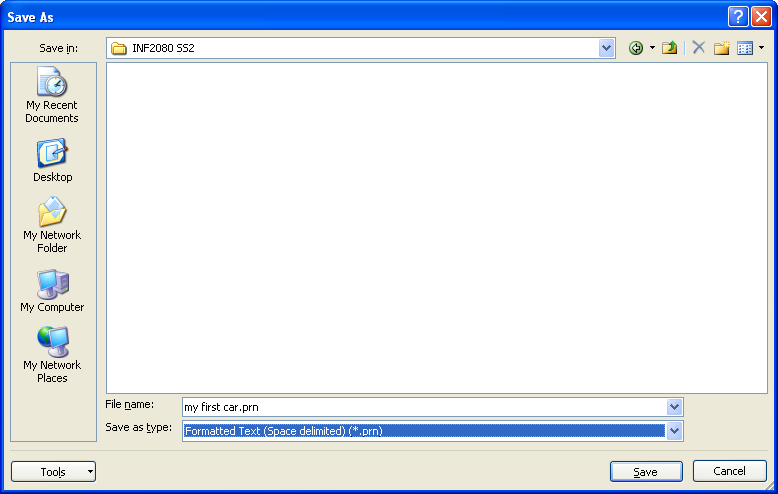 Save As
Save in: INF2080 SS2
My Recent
Documents
Desktop
My Network
Folder
My Computer
My Network
Places
File name: my first car.prn
Save as type: Formatted Text (Space delimited) (*.prn)
Tools Save Cancel